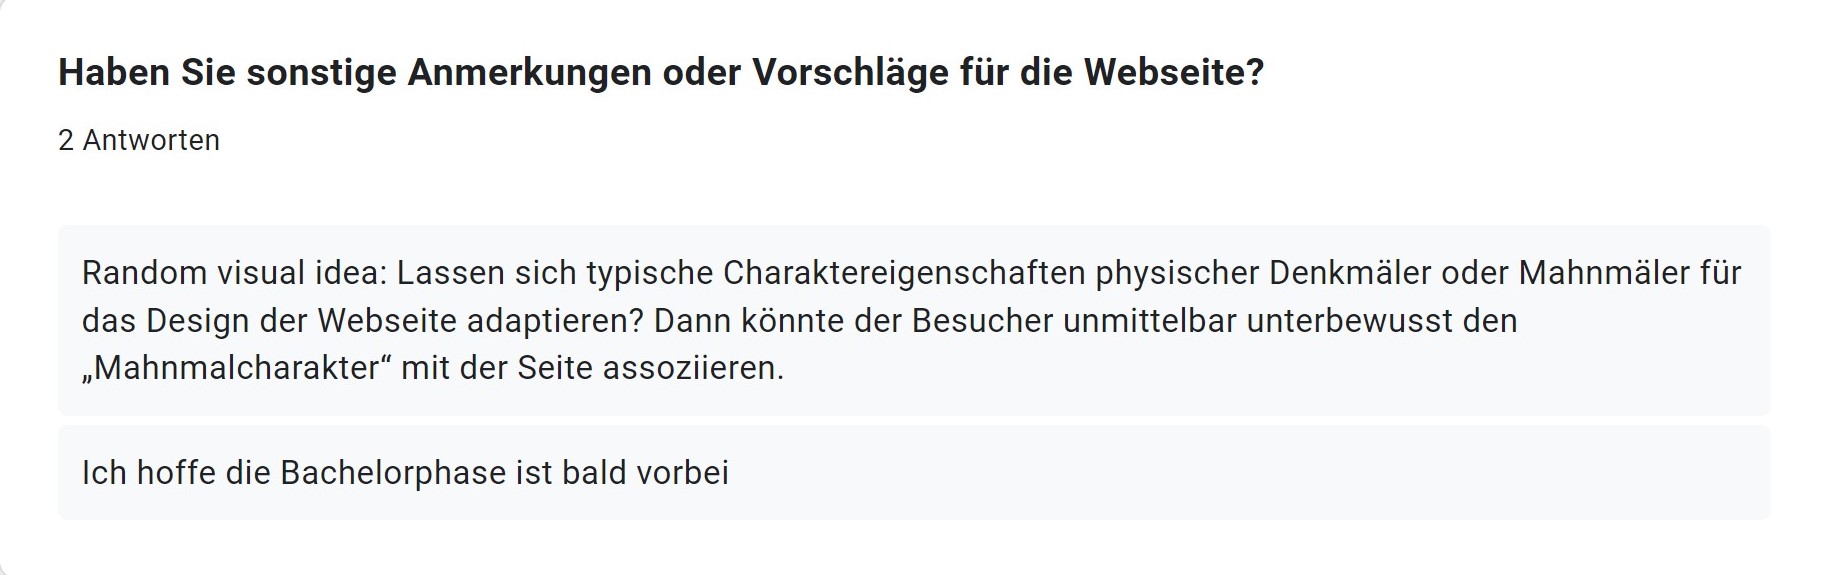 Haben Sie sonstige Anmerkungen oder Vorschläge für die Webseite?
2 Antworten
Random visual idea: Lassen sich typische Charaktereigenschaften physischer Denkmäler oder Mahnmäler für
das Design der Webseite adaptieren? Dann könnte der Besucher unmittelbar unterbewusst den
„Mahnmalcharakter“ mit der Seite assoziieren.
Ich hoffe die Bachelorphase ist bald vorbei